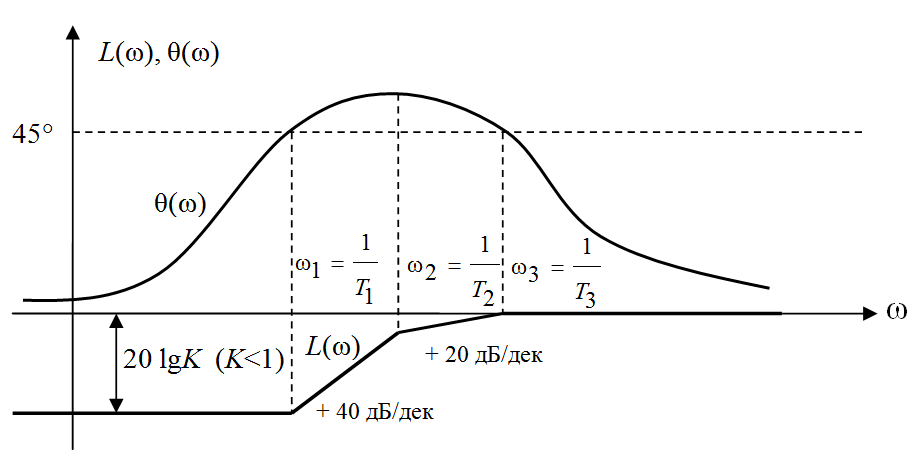 L(ω), θ(ω)
45°
θ(ω)
ω₁ = 1/T₁
ω₂ = 1/T₂
ω₃ = 1/T₃
ω
20 lgK (K<1)
L(ω)
+ 20 дБ/дек
+ 40 дБ/дек